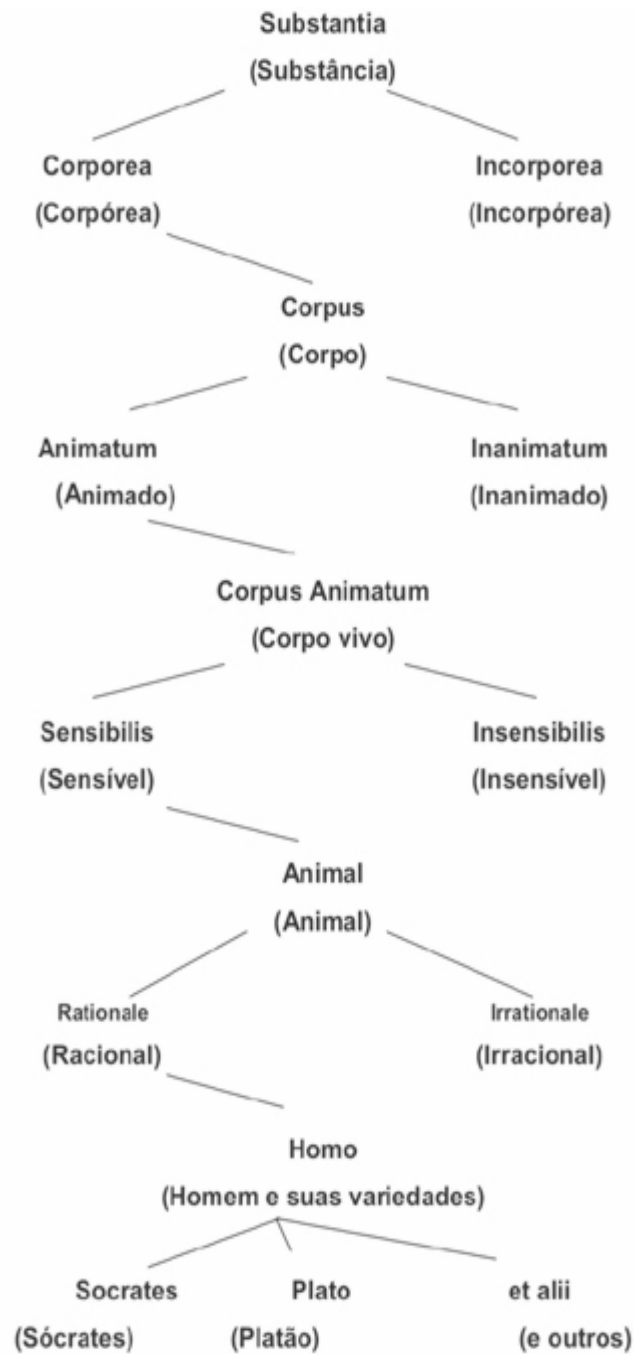 Substantia
(Substância)
Corporea Incorporea
(Corpórea) (Incorpórea)
Corpus
(Corpo)
Animatum Inanimatum
(Animado) (Inanimado)
Corpus Animatum
(Corpo vivo)
Sensibilis Insensibilis
(Sensível) (Insensível)
Animal
(Animal)
Rationale Irrationale
(Racional) (Irracional)
Homo
(Homem e suas variedades)
Socrates Plato et alii
(Sócrates) (Platão) (e outros)